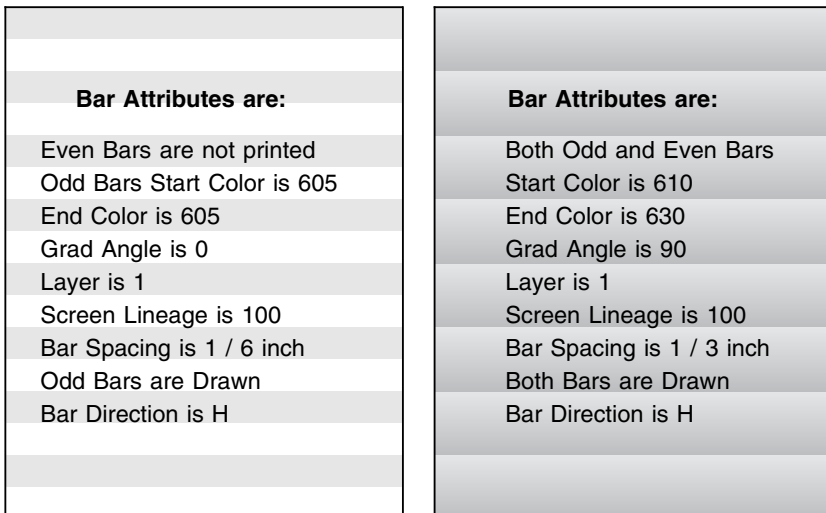 Bar Attributes are:
Even Bars are not printed
Odd Bars Start Color is 605
End Color is 605
Grad Angle is 0
Layer is 1
Screen Lineage is 100
Bar Spacing is 1 / 6 inch
Odd Bars are Drawn
Bar Direction is H
Bar Attributes are:
Both Odd and Even Bars
Start Color is 610
End Color is 630
Grad Angle is 90
Layer is 1
Screen Lineage is 100
Bar Spacing is 1 / 3 inch
Both Bars are Drawn
Bar Direction is H